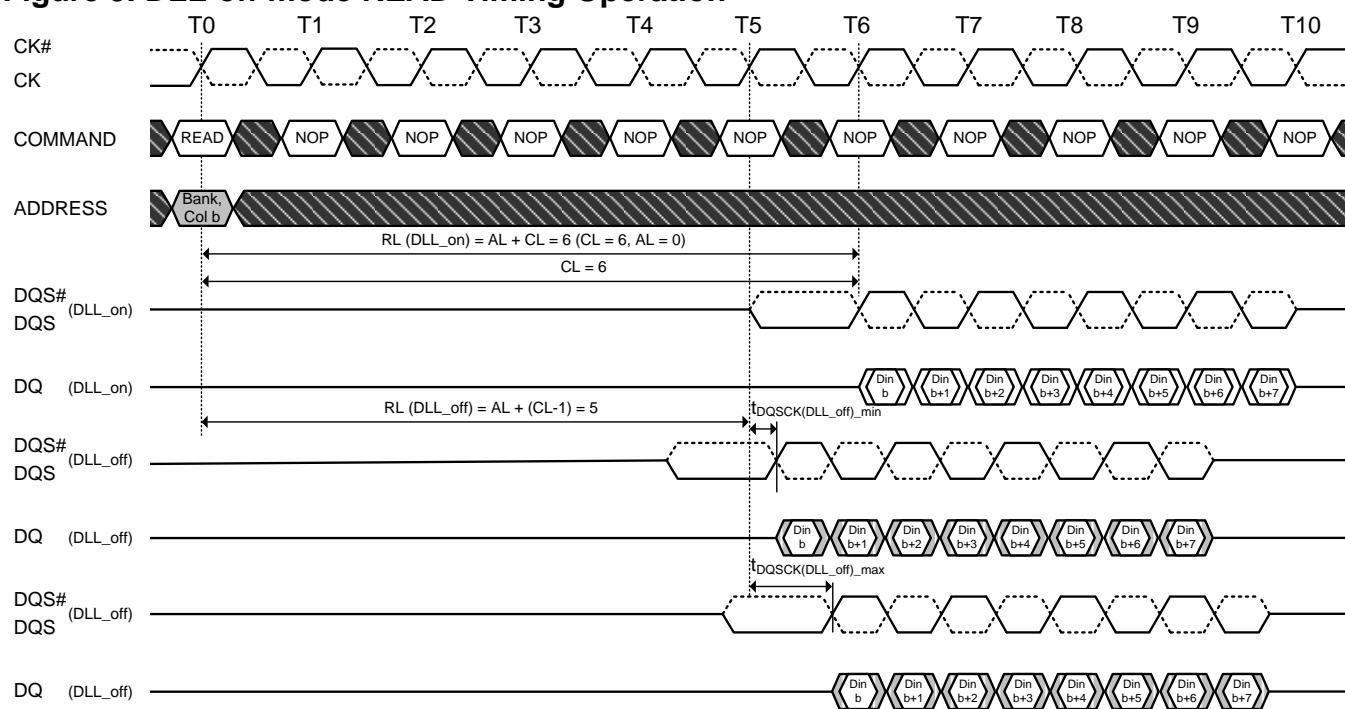 T0 T1 T2 T3 T4 T5 T6 T7 T8 T9 T10
CK#
CK
COMMAND READ NOP NOP NOP NOP NOP NOP NOP NOP NOP NOP
ADDRESS Bank, Col b
RL (DLL_on) = AL + CL = 6 (CL = 6, AL = 0)
CL = 6
DQS# (DLL_on)
DQS
DQ (DLL_on) Din b Din b+1 Din b+2 Din b+3 Din b+4 Din b+5 Din b+6 Din b+7
RL (DLL_off) = AL + (CL-1) = 5 tDQSCK(DLL_off)_min
DQS# (DLL_off)
DQS
DQ (DLL_off) Din b Din b+1 Din b+2 Din b+3 Din b+4 Din b+5 Din b+6 Din b+7
tDQSCK(DLL_off)_max
DQS# (DLL_off)
DQS
DQ (DLL_off) Din b Din b+1 Din b+2 Din b+3 Din b+4 Din b+5 Din b+6 Din b+7